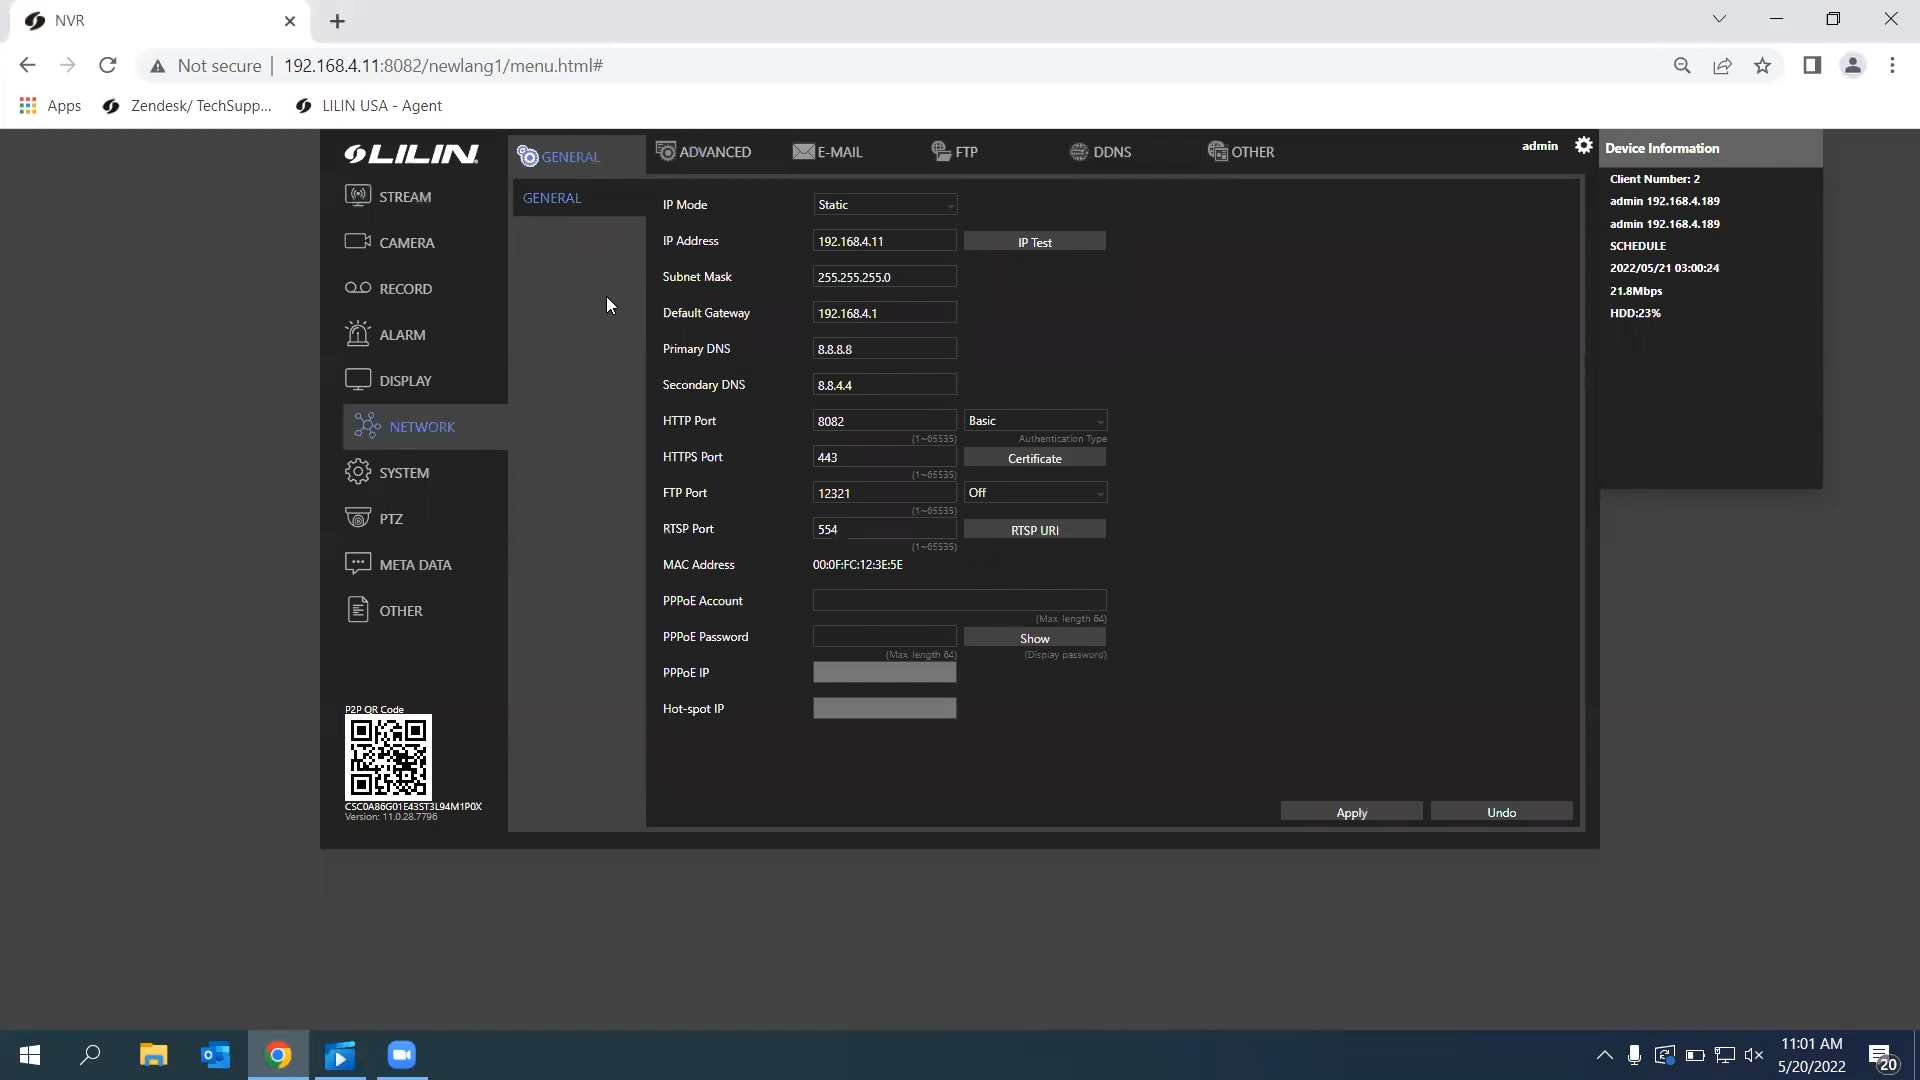 NVR
Not secure
192.168.4.11:8082/newlang1/menu.html#
Apps
Zendesk/ TechSupp...
LILIN USA - Agent
LILIN
GENERAL
ADVANCED
E-MAIL
FTP
DDNS
OTHER
admin
Device Information
STREAM
CAMERA
RECORD
ALARM
DISPLAY
NETWORK
SYSTEM
PTZ
META DATA
OTHER
P2P QR Code
CSC0A86G01E43ST3L94M1P0X
Version: 11.0.28.7796
GENERAL
IP Mode
Static
IP Address
192.168.4.11
IP Test
Subnet Mask
255.255.255.0
Default Gateway
192.168.4.1
Primary DNS
8.8.8.8
Secondary DNS
8.8.4.4
HTTP Port
8082
Basic
(1~65535)
Authentication Type
HTTPS Port
443
Certificate
(1~65535)
FTP Port
12321
Off
(1~65535)
RTSP Port
554
RTSP URI
(1~65535)
MAC Address
00:0F:FC:12:3E:5E
PPPoE Account
(Max. length 64)
PPPoE Password
Show
(Max. length 64)
(Display password)
PPPoE IP
Hot-spot IP
Apply
Undo
Client Number: 2
admin 192.168.4.189
admin 192.168.4.189
SCHEDULE
2022/05/21 03:00:24
21.8Mbps
HDD:23%
11:01 AM
5/20/2022
20